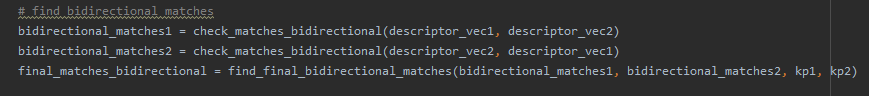 # find bidirectional matches
bidirectional_matches1 = check_matches_bidirectional(descriptor_vec1, descriptor_vec2)
bidirectional_matches2 = check_matches_bidirectional(descriptor_vec2, descriptor_vec1)
final_matches_bidirectional = find_final_bidirectional_matches(bidirectional_matches1, bidirectional_matches2, kp1, kp2)